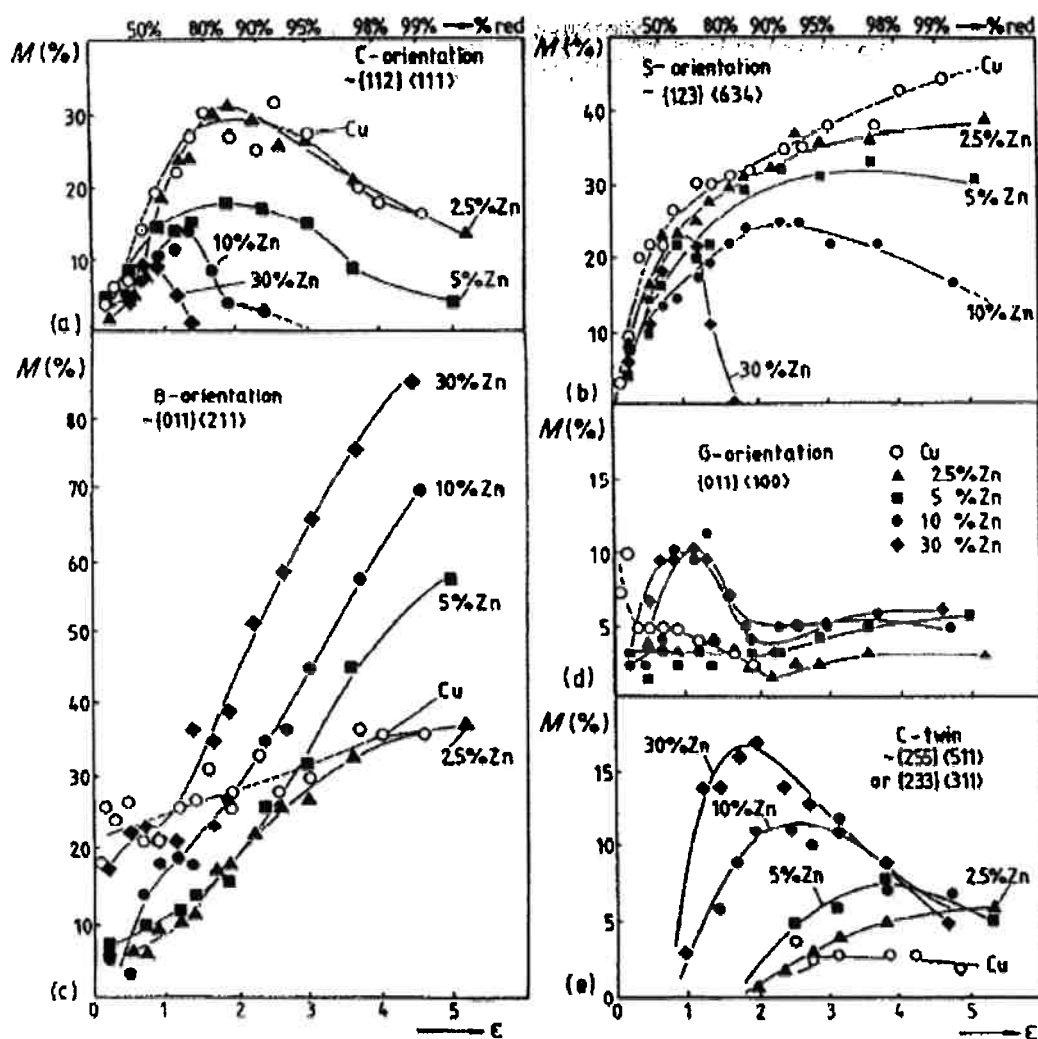 50% 80% 90% 95% 98% 99% % red
M(%)
C-orientation
~{112}⟨111⟩
30
20
10
Cu
2.5%Zn
10%Zn
30%Zn
5%Zn
(a)
50% 80% 90% 95% 98% 99% % red
M(%)
S-orientation
~{123}⟨634⟩
40
30
20
10
Cu
2.5%Zn
5%Zn
10%Zn
30%Zn
(b)
M(%)
B-orientation
~{011}⟨211⟩
80
70
60
50
40
30
20
10
30%Zn
10%Zn
5%Zn
Cu
2.5%Zn
(c)
0 1 2 3 4 5
ε
M(%)
G-orientation
{011}⟨100⟩
15
10
5
Cu
2.5%Zn
5 %Zn
10 %Zn
30 %Zn
(d)
M(%)
C-twin
~{255}⟨511⟩
or {233}⟨311⟩
15
10
5
0
30%Zn
10%Zn
5%Zn
2.5%Zn
Cu
(e)
0 1 2 3 4 5
ε